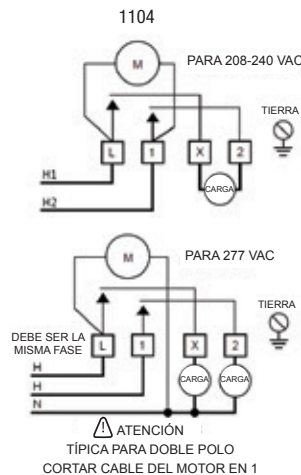 1104
M
PARA 208-240 VAC
TIERRA
L 1 X 2
H1
CARGA
H2
M
PARA 277 VAC
TIERRA
DEBE SER LA
MISMA FASE
L 1 X 2
H
CARGA CARGA
H
N
ATENCIÓN
TÍPICA PARA DOBLE POLO
CORTAR CABLE DEL MOTOR EN 1